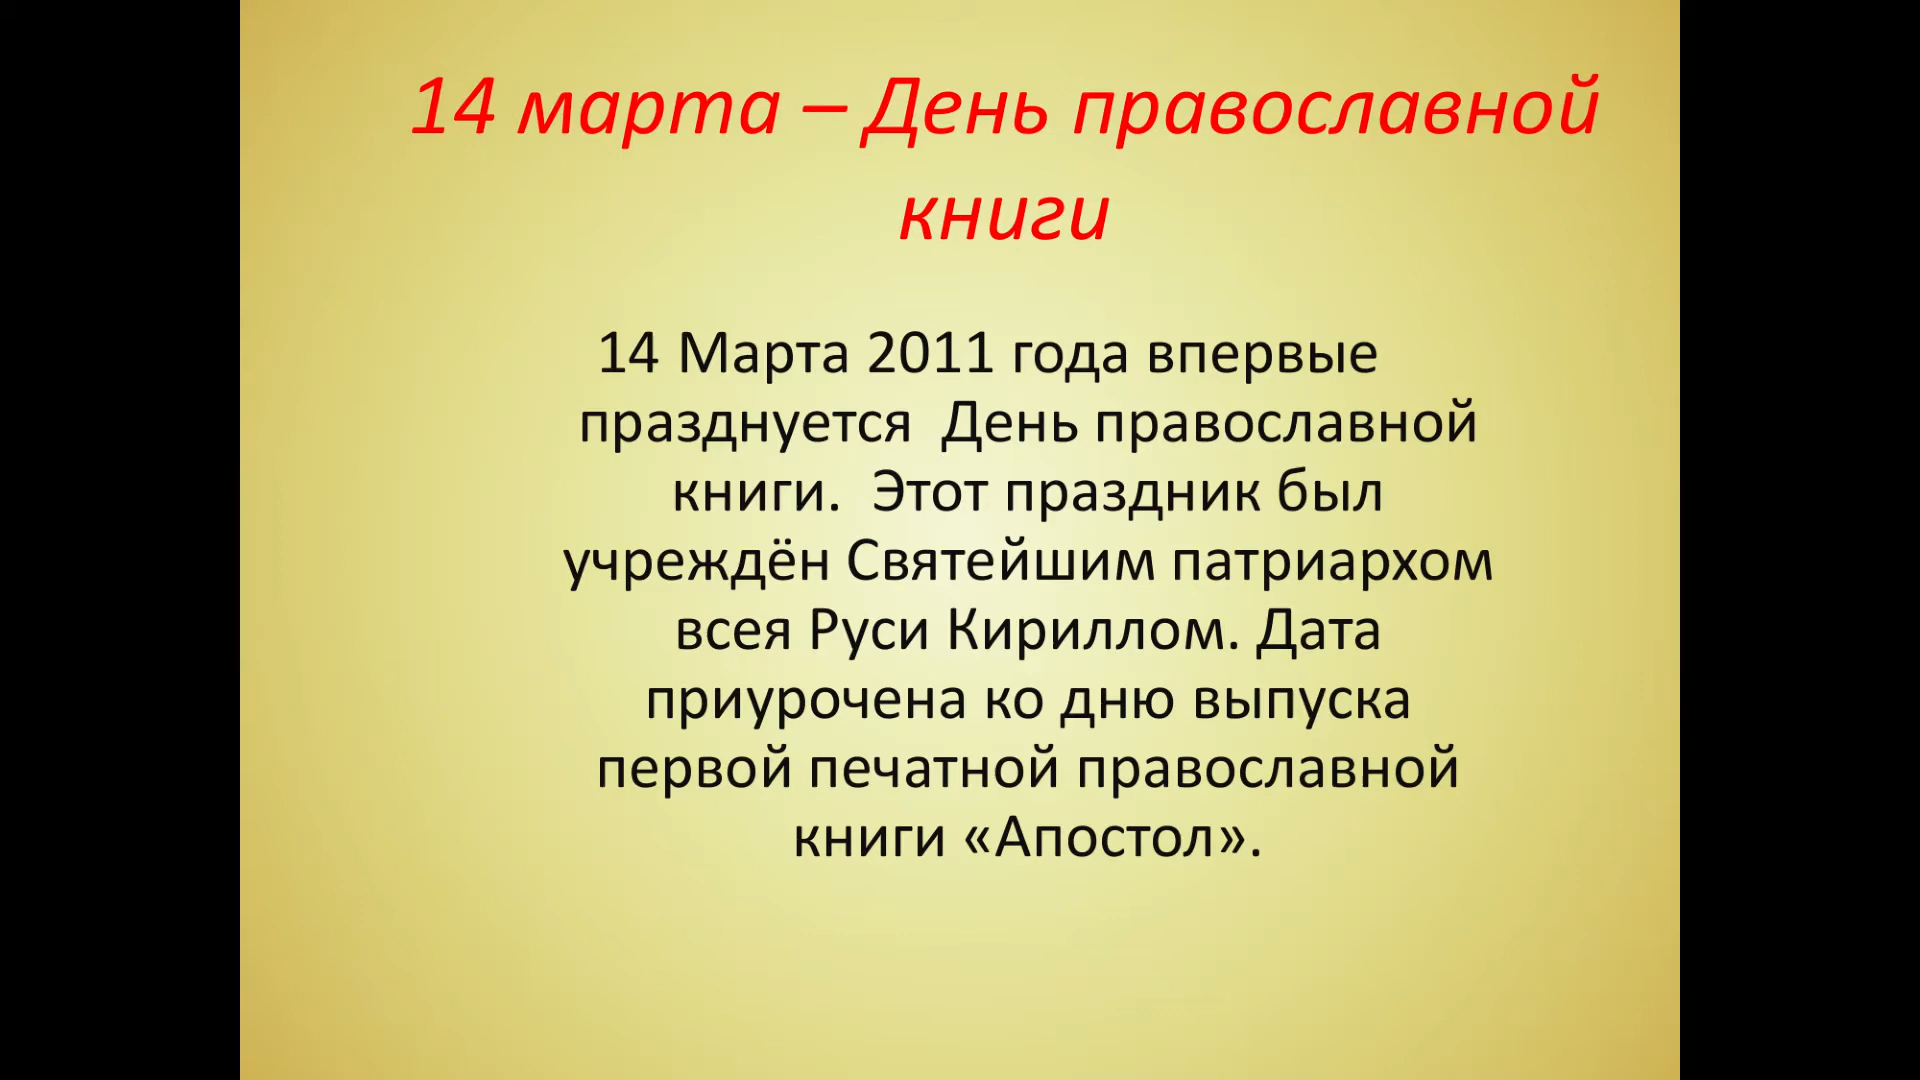 14 марта – День православной
книги
14 Марта 2011 года впервые
празднуется  День православной
книги.  Этот праздник был
учреждён Святейшим патриархом
всея Руси Кириллом. Дата
приурочена ко дню выпуска
первой печатной православной
книги «Апостол».